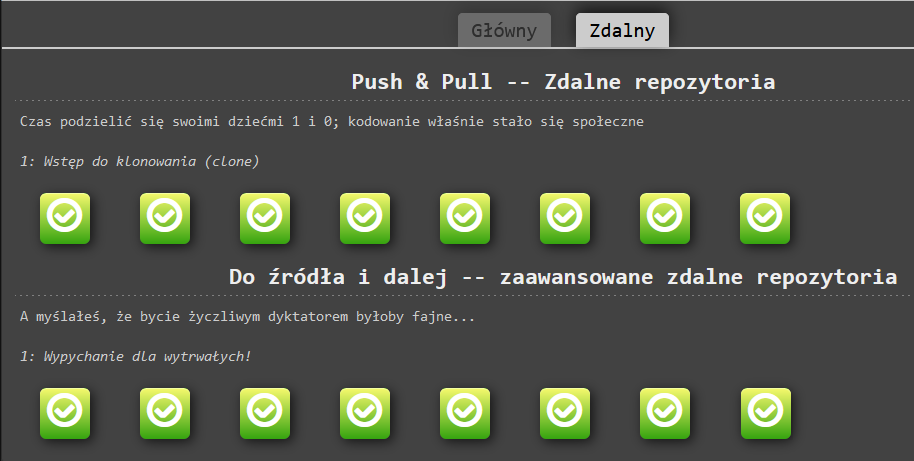 Główny Zdalny
Push & Pull -- Zdalne repozytoria
Czas podzielić się swoimi dziećmi 1 i 0; kodowanie właśnie stało się społeczne
1: Wstęp do klonowania (clone)
Do źródła i dalej -- zaawansowane zdalne repozytoria
A myślałeś, że bycie życzliwym dyktatorem byłoby fajne...
1: Wypychanie dla wytrwałych!